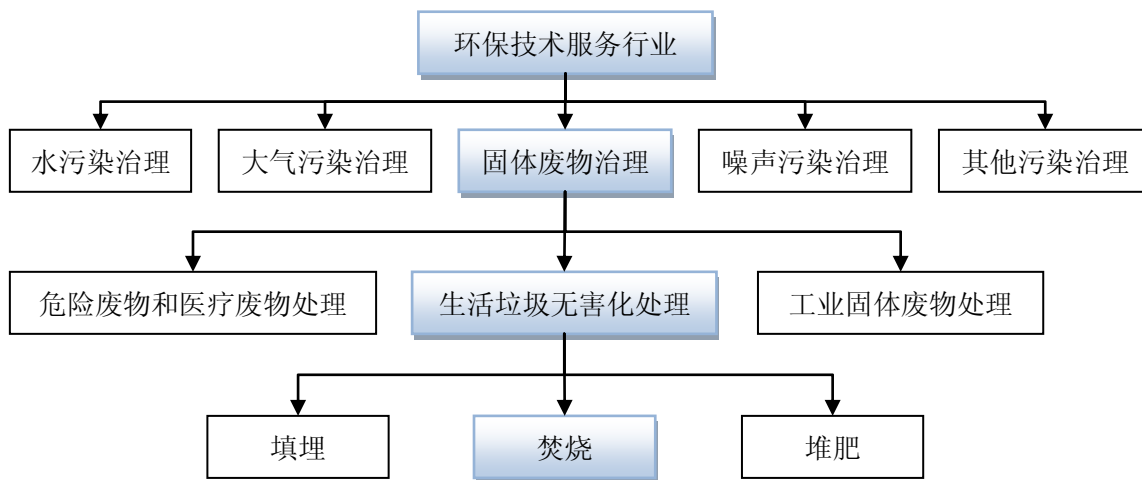 环保技术服务行业
水污染治理
大气污染治理
固体废物治理
噪声污染治理
其他污染治理
危险废物和医疗废物处理
生活垃圾无害化处理
工业固体废物处理
填埋
焚烧
堆肥